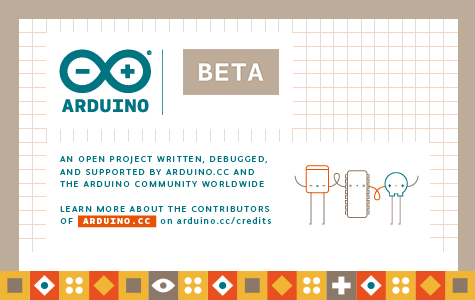 ARDUINO
BETA
AN OPEN PROJECT WRITTEN, DEBUGGED,
AND SUPPORTED BY ARDUINO.CC AND
THE ARDUINO COMMUNITY WORLDWIDE
LEARN MORE ABOUT THE CONTRIBUTORS
OF ARDUINO.CC on arduino.cc/credits